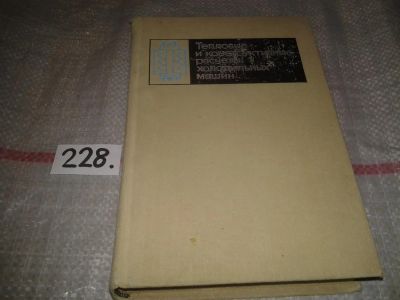 Тепловые
и конструктивные
расчеты
холодильных
машин
228.